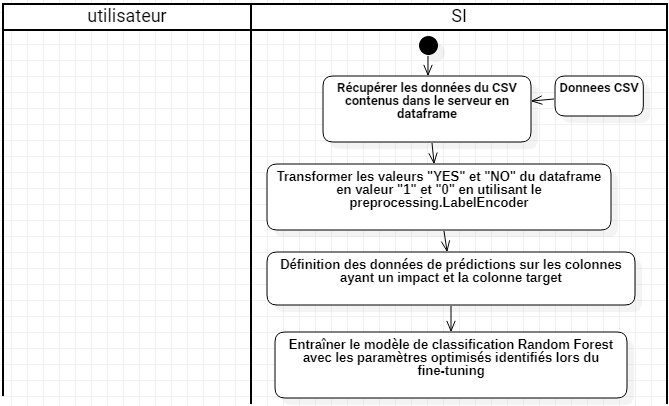 utilisateur
SI
Récupérer les données du CSV
contenus dans le serveur en
dataframe
Donnees CSV
Transformer les valeurs "YES" et "NO" du dataframe
en valeur "1" et "0" en utilisant le
preprocessing.LabelEncoder
Définition des données de prédictions sur les colonnes
ayant un impact et la colonne target
Entraîner le modèle de classification Random Forest
avec les paramètres optimisés identifiés lors du
fine-tuning